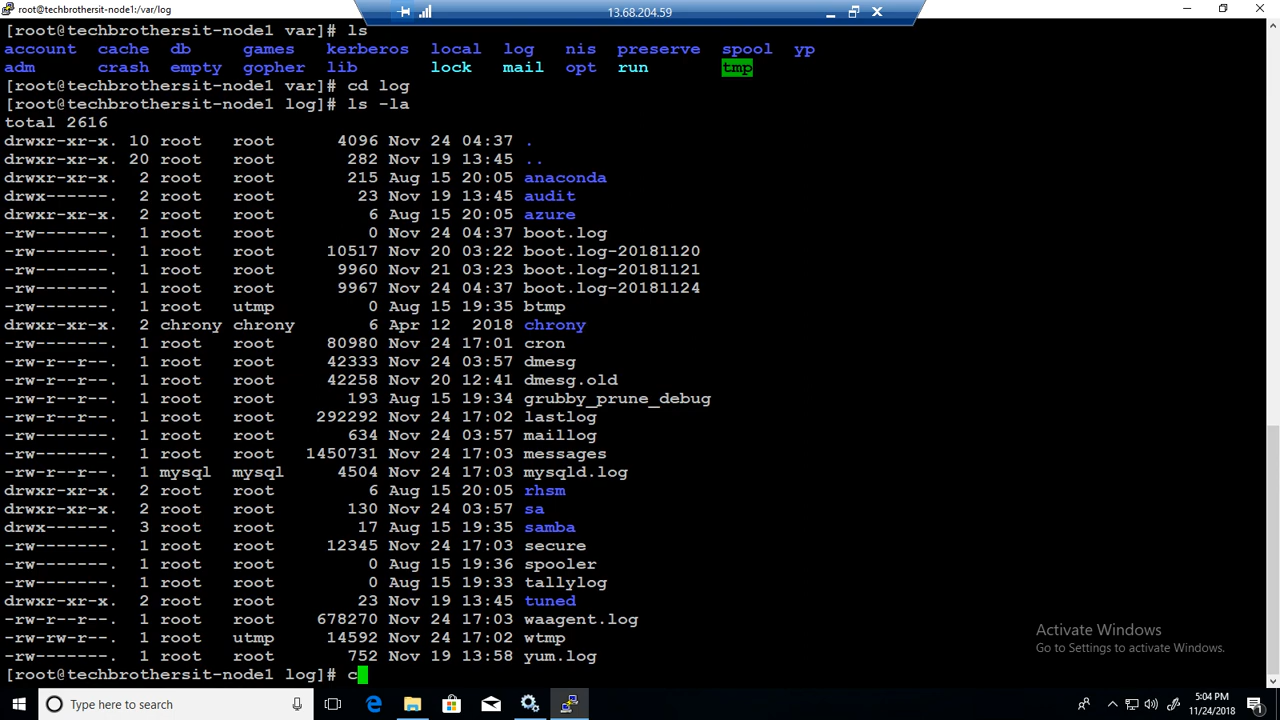 root@techbrothersit-node1:/var/log
13.68.204.59
[root@techbrothersit-node1 var]# ls
account cache db games kerberos local log nis preserve spool yp
adm crash empty gopher lib lock mail opt run tmp
[root@techbrothersit-node1 var]# cd log
[root@techbrothersit-node1 log]# ls -la
total 2616
drwxr-xr-x. 10 root root 4096 Nov 24 04:37 .
drwxr-xr-x. 20 root root 282 Nov 19 13:45 ..
drwxr-xr-x. 2 root root 215 Aug 15 20:05 anaconda
drwx------. 2 root root 23 Nov 19 13:45 audit
drwxr-xr-x. 2 root root 6 Aug 15 20:05 azure
-rw-------. 1 root root 0 Nov 24 04:37 boot.log
-rw-------. 1 root root 10517 Nov 20 03:22 boot.log-20181120
-rw-------. 1 root root 9960 Nov 21 03:23 boot.log-20181121
-rw-------. 1 root root 9967 Nov 24 04:37 boot.log-20181124
-rw-------. 1 root utmp 0 Aug 15 19:35 btmp
drwxr-xr-x. 2 chrony chrony 6 Apr 12 2018 chrony
-rw-------. 1 root root 80980 Nov 24 17:01 cron
-rw-r--r--. 1 root root 42333 Nov 24 03:57 dmesg
-rw-r--r--. 1 root root 42258 Nov 20 12:41 dmesg.old
-rw-r--r--. 1 root root 193 Aug 15 19:34 grubby_prune_debug
-rw-r--r--. 1 root root 292292 Nov 24 17:02 lastlog
-rw-------. 1 root root 634 Nov 24 03:57 maillog
-rw-------. 1 root root 1450731 Nov 24 17:03 messages
-rw-r--r--. 1 mysql mysql 4504 Nov 24 17:03 mysqld.log
drwxr-xr-x. 2 root root 6 Aug 15 20:05 rhsm
drwxr-xr-x. 2 root root 130 Nov 24 03:57 sa
drwx------. 3 root root 17 Aug 15 19:35 samba
-rw-------. 1 root root 12345 Nov 24 17:03 secure
-rw-------. 1 root root 0 Aug 15 19:36 spooler
-rw-------. 1 root root 0 Aug 15 19:33 tallylog
drwxr-xr-x. 2 root root 23 Nov 19 13:45 tuned
-rw-r--r--. 1 root root 678270 Nov 24 17:03 waagent.log
-rw-rw-r--. 1 root utmp 14592 Nov 24 17:02 wtmp
-rw-------. 1 root root 752 Nov 19 13:58 yum.log
[root@techbrothersit-node1 log]# c
Activate Windows
Go to Settings to activate Windows.
Type here to search
5:04 PM
11/24/2018
1